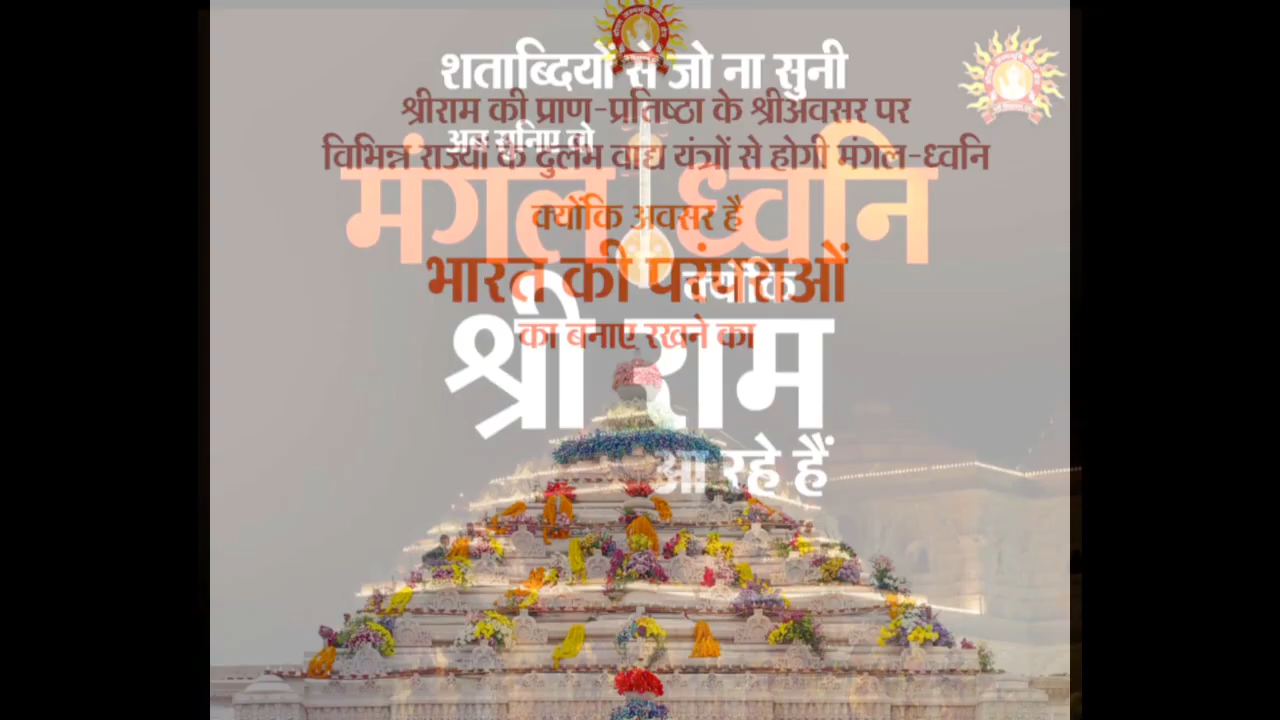 शताब्दियों से जो ना सुनी
श्रीराम की प्राण-प्रतिष्ठा के श्रीअवसर पर
अब सुनिए वो
विभिन्न राज्यों के दुर्लभ वाद्य यंत्रों से होगी मंगल-ध्वनि
मंगल ध्वनि
क्योंकि अवसर है
भारत की परंपराओं
क्योंकि
श्री राम
का बनाए रखने का
आ रहे हैं